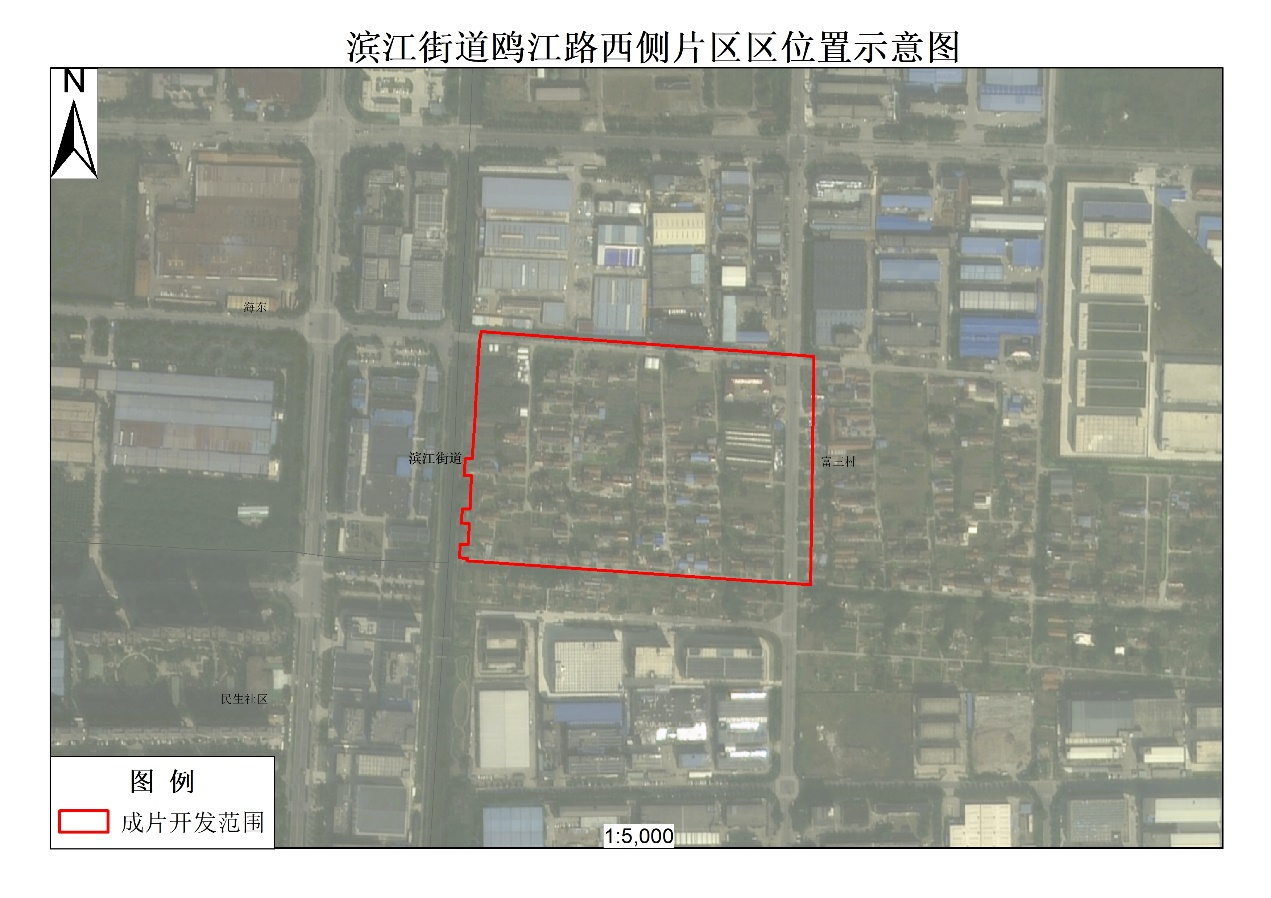 滨江街道鸥江路西侧片区区位置示意图
N
海东
滨江街道
富三村
民生社区
图 例
成片开发范围
1:5,000